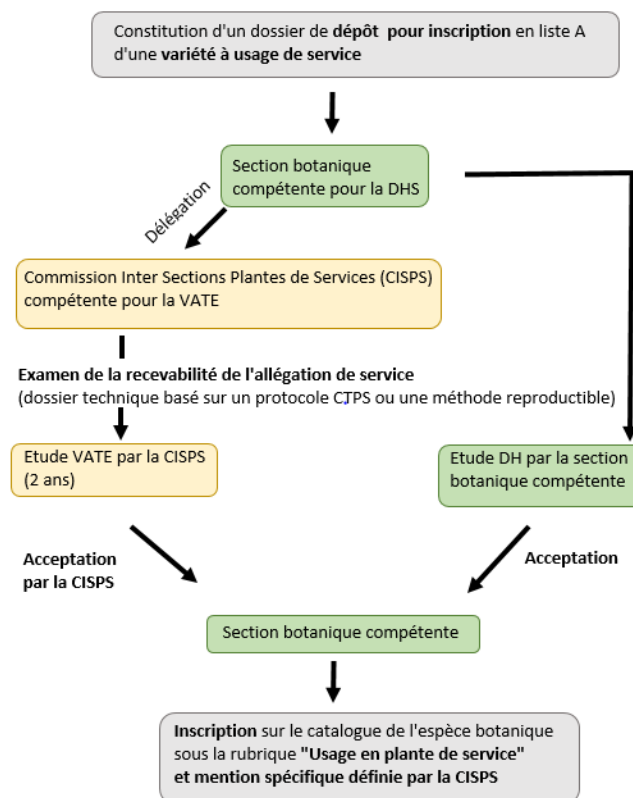 Constitution d'un dossier de dépôt pour inscription en liste A
d'une variété à usage de service
Section botanique
compétente pour la DHS
Délégation
Commission Inter Sections Plantes de Services (CISPS)
compétente pour la VATE
Examen de la recevabilité de l'allégation de service
(dossier technique basé sur un protocole CTPS ou une méthode reproductible)
Etude VATE par la CISPS
(2 ans)
Etude DH par la section
botanique compétente
Acceptation
par la CISPS
Acceptation
Section botanique compétente
Inscription sur le catalogue de l'espèce botanique
sous la rubrique "Usage en plante de service"
et mention spécifique définie par la CISPS